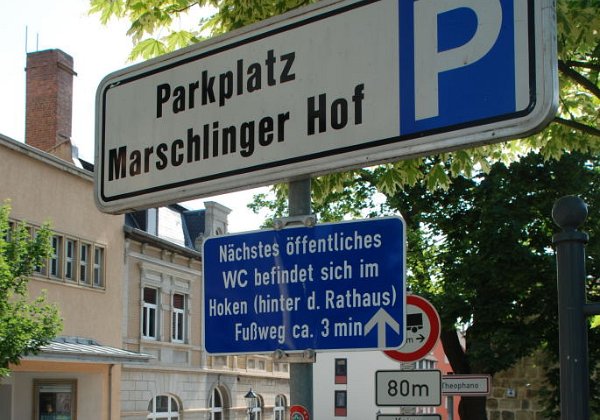 Parkplatz
Marschlinger Hof
P
Nächstes öffentliches
WC befindet sich im
Hoken (hinter d. Rathaus)
Fußweg ca. 3 min
80m
Theophano